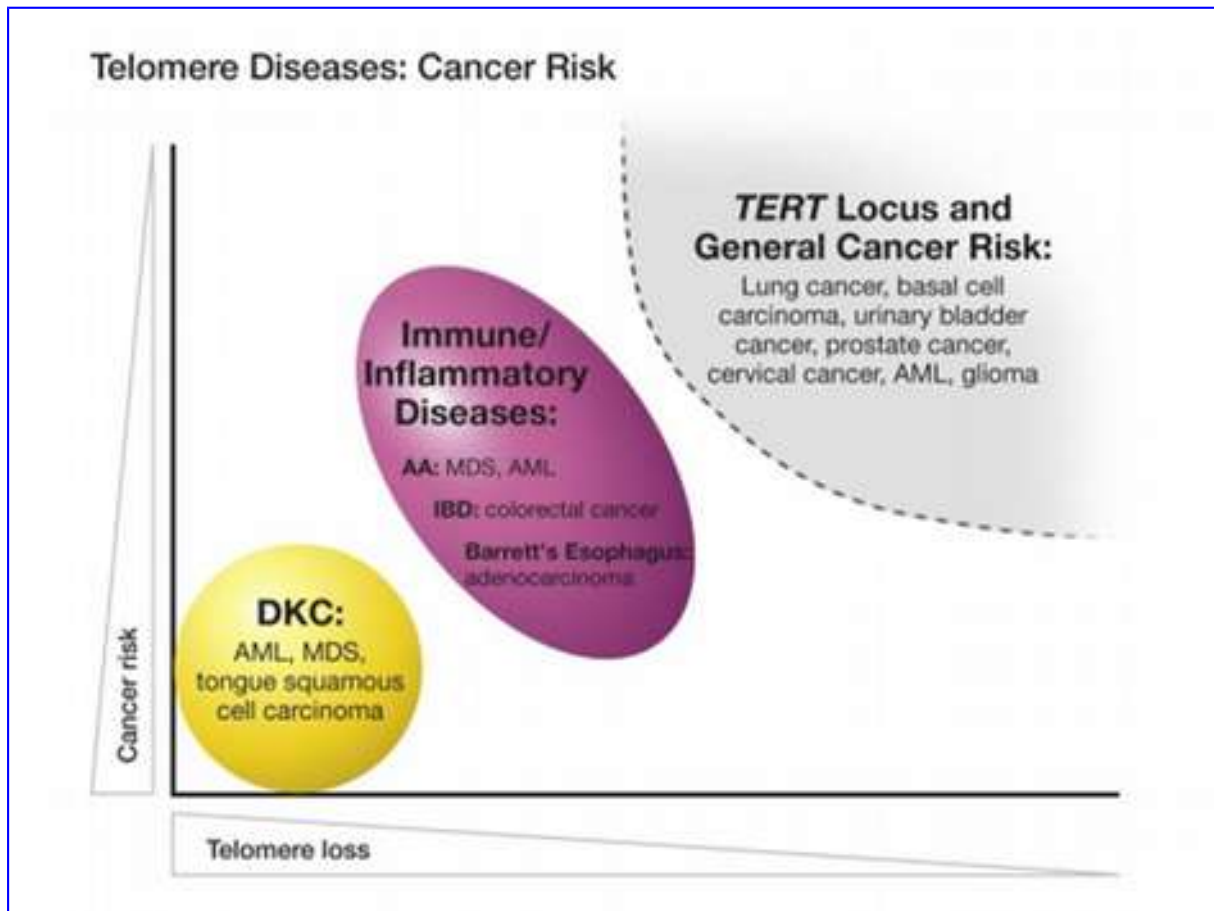 Telomere Diseases: Cancer Risk
TERT Locus and
General Cancer Risk:
Lung cancer, basal cell
carcinoma, urinary bladder
cancer, prostate cancer,
cervical cancer, AML, glioma
Immune/
Inflammatory
Diseases:
AA: MDS, AML
IBD: colorectal cancer
Barrett's Esophagus:
adenocarcinoma
DKC:
AML, MDS,
tongue squamous
cell carcinoma
Cancer risk
Telomere loss